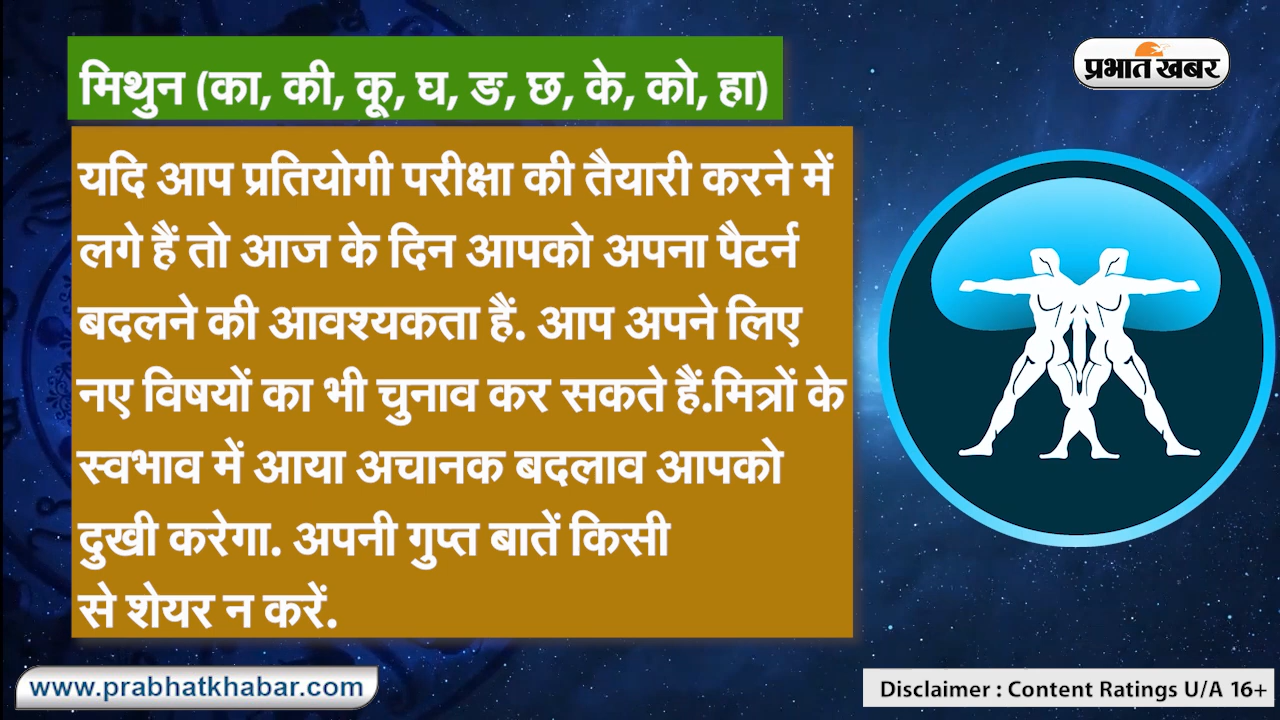 मिथुन (का, की, कू, घ, ङ, छ, के, को, हा)
प्रभात खबर
यदि आप प्रतियोगी परीक्षा की तैयारी करने में
लगे हैं तो आज के दिन आपको अपना पैटर्न
बदलने की आवश्यकता हैं. आप अपने लिए
नए विषयों का भी चुनाव कर सकते हैं.मित्रों के
स्वभाव में आया अचानक बदलाव आपको
दुखी करेगा. अपनी गुप्त बातें किसी
से शेयर न करें.
www.prabhatkhabar.com
Disclaimer : Content Ratings U/A 16+